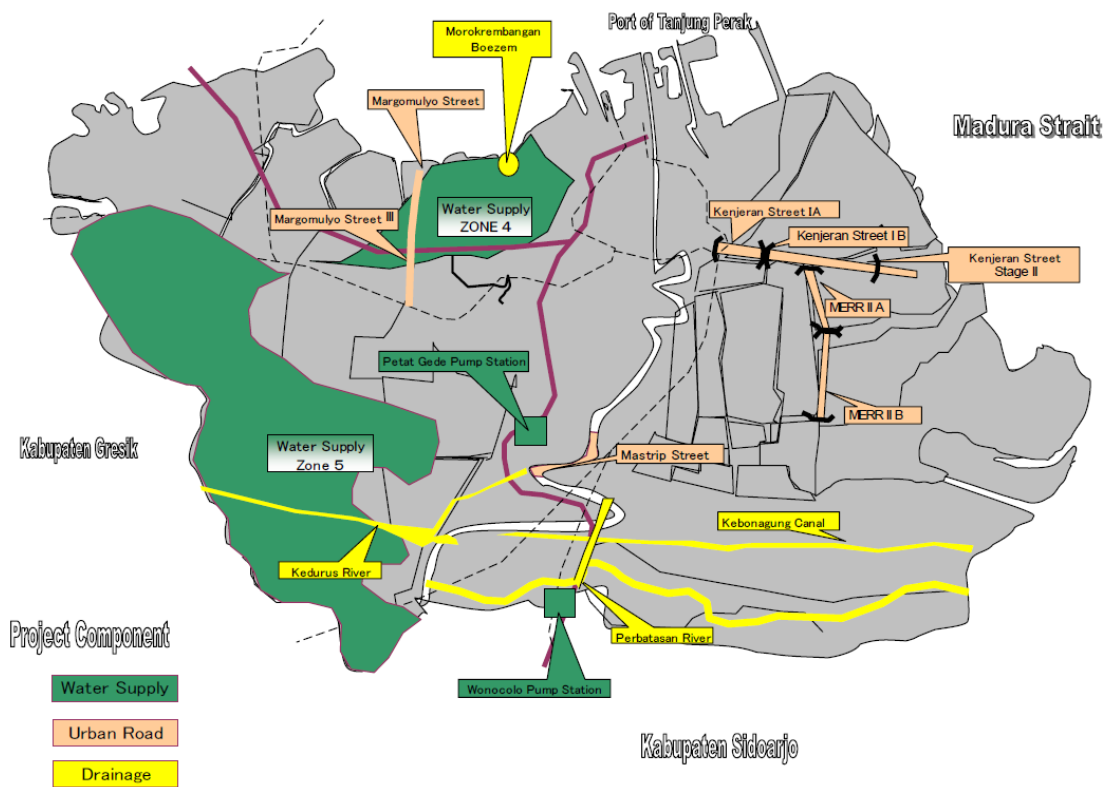 Port of Tanjung Perak
Morokrembangan
Boezem
Margomulyo Street
Madura Strait
Margomulyo Street III
Water Supply
ZONE 4
Kenjeran Street IA
Kenjeran Street I B
Kenjeran Street
Stage II
MERR II A
Petat Gede Pump Station
MERR II B
Kabupaten Gresik
Water Supply
Zone 5
Mastrip Street
Kebonagung Canal
Kedurus River
Perbatasan River
Project Component
Water Supply
Urban Road
Drainage
Wonocolo Pump Station
Kabupaten Sidoarjo